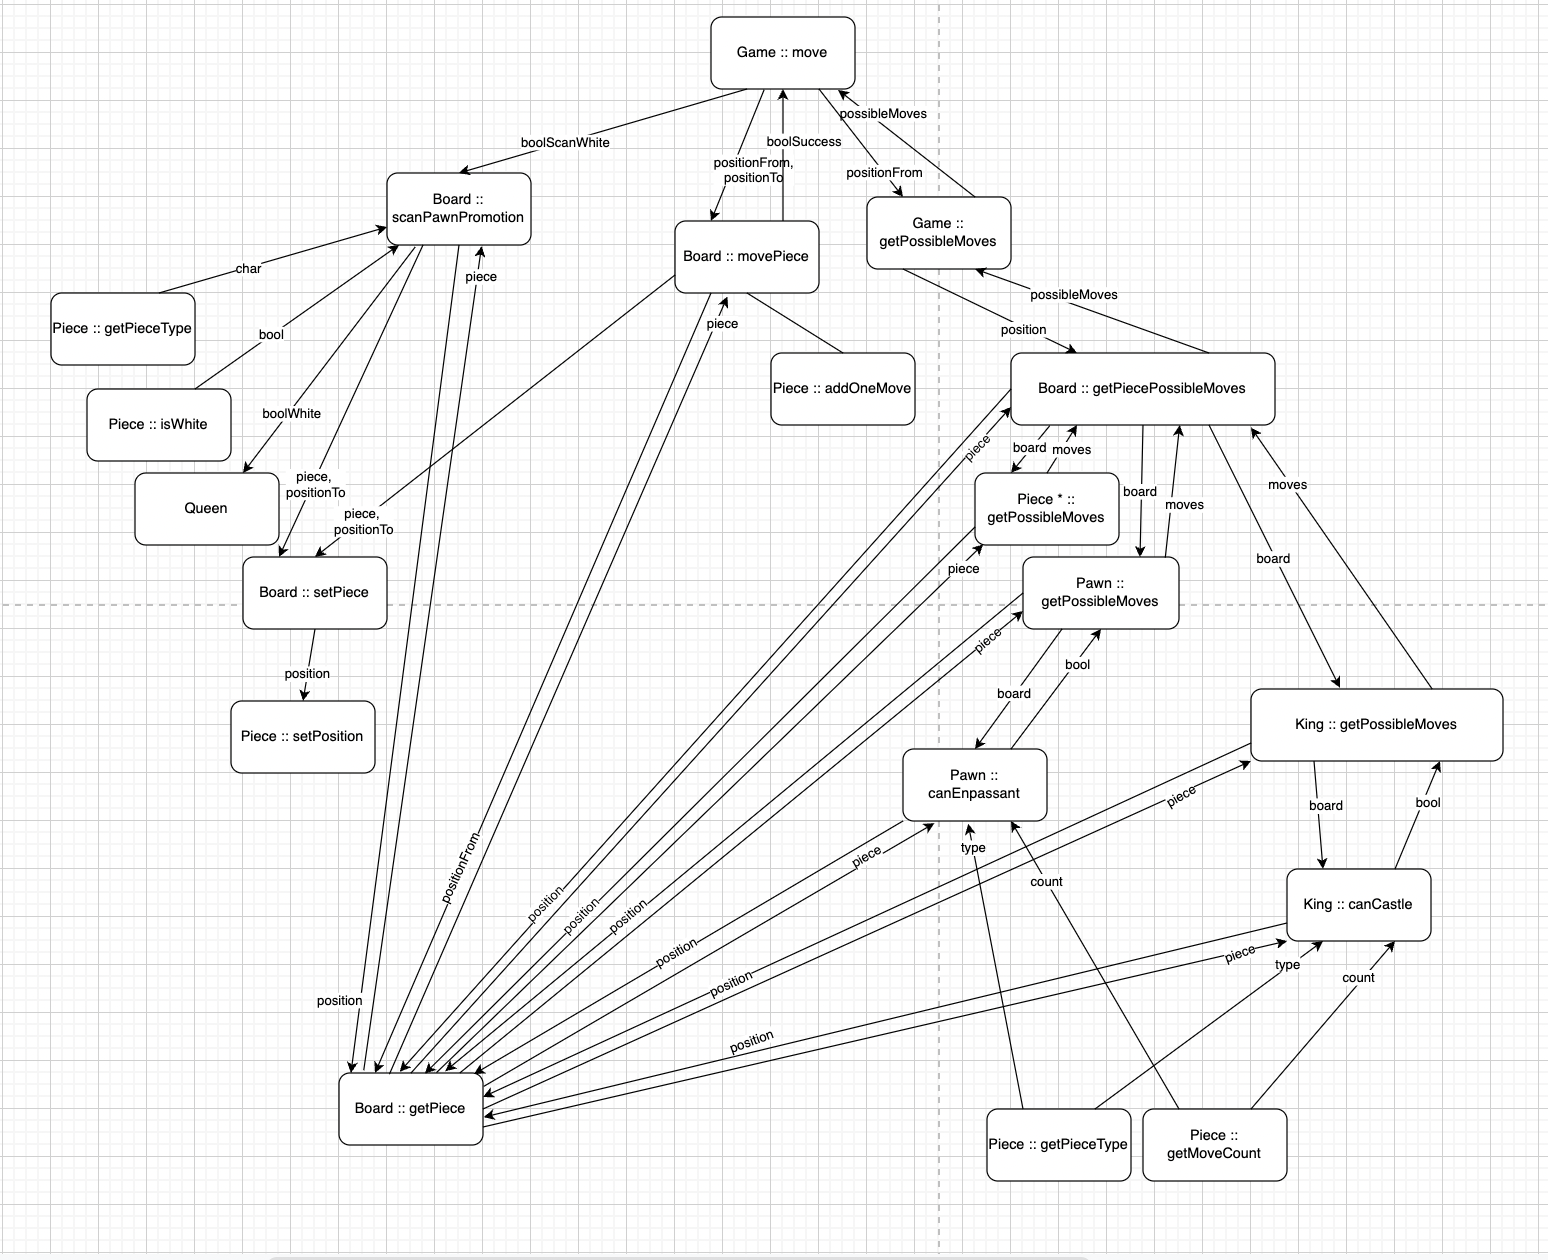 Game :: move
possibleMoves
boolScanWhite
boolSuccess
positionFrom,
positionTo
positionFrom
Board ::
scanPawnPromotion
Game ::
getPossibleMoves
Board :: movePiece
char
piece
possibleMoves
Piece :: getPieceType
bool
piece
position
Piece :: addOneMove
Board :: getPiecePossibleMoves
Piece :: isWhite
boolWhite
piece
board
moves
piece,
positionTo
Queen
piece,
positionTo
Piece * ::
getPossibleMoves
board
moves
moves
board
piece
Board :: setPiece
Pawn ::
getPossibleMoves
piece
bool
position
board
Piece :: setPosition
King :: getPossibleMoves
Pawn ::
canEnpassant
piece
board
bool
positionFrom
piece
type
count
position
position
position
King :: canCastle
position
piece
type
count
position
position
position
Board :: getPiece
Piece :: getPieceType
Piece ::
getMoveCount